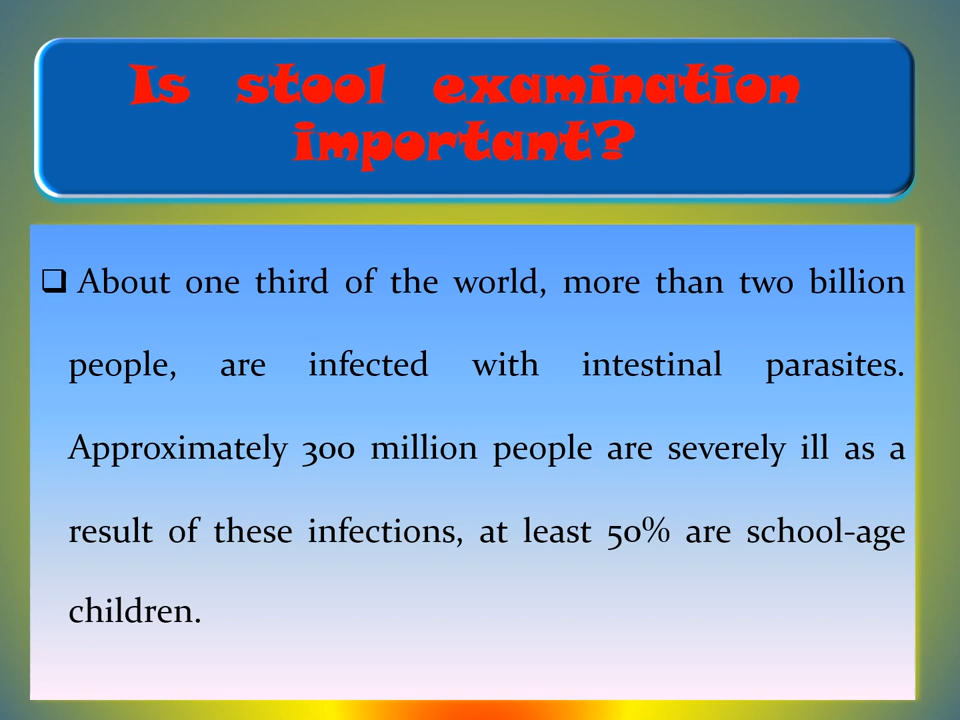 Is stool examination
important?
❑ About one third of the world, more than two billion
people, are infected with intestinal parasites.
Approximately 300 million people are severely ill as a
result of these infections, at least 50% are school-age
children.